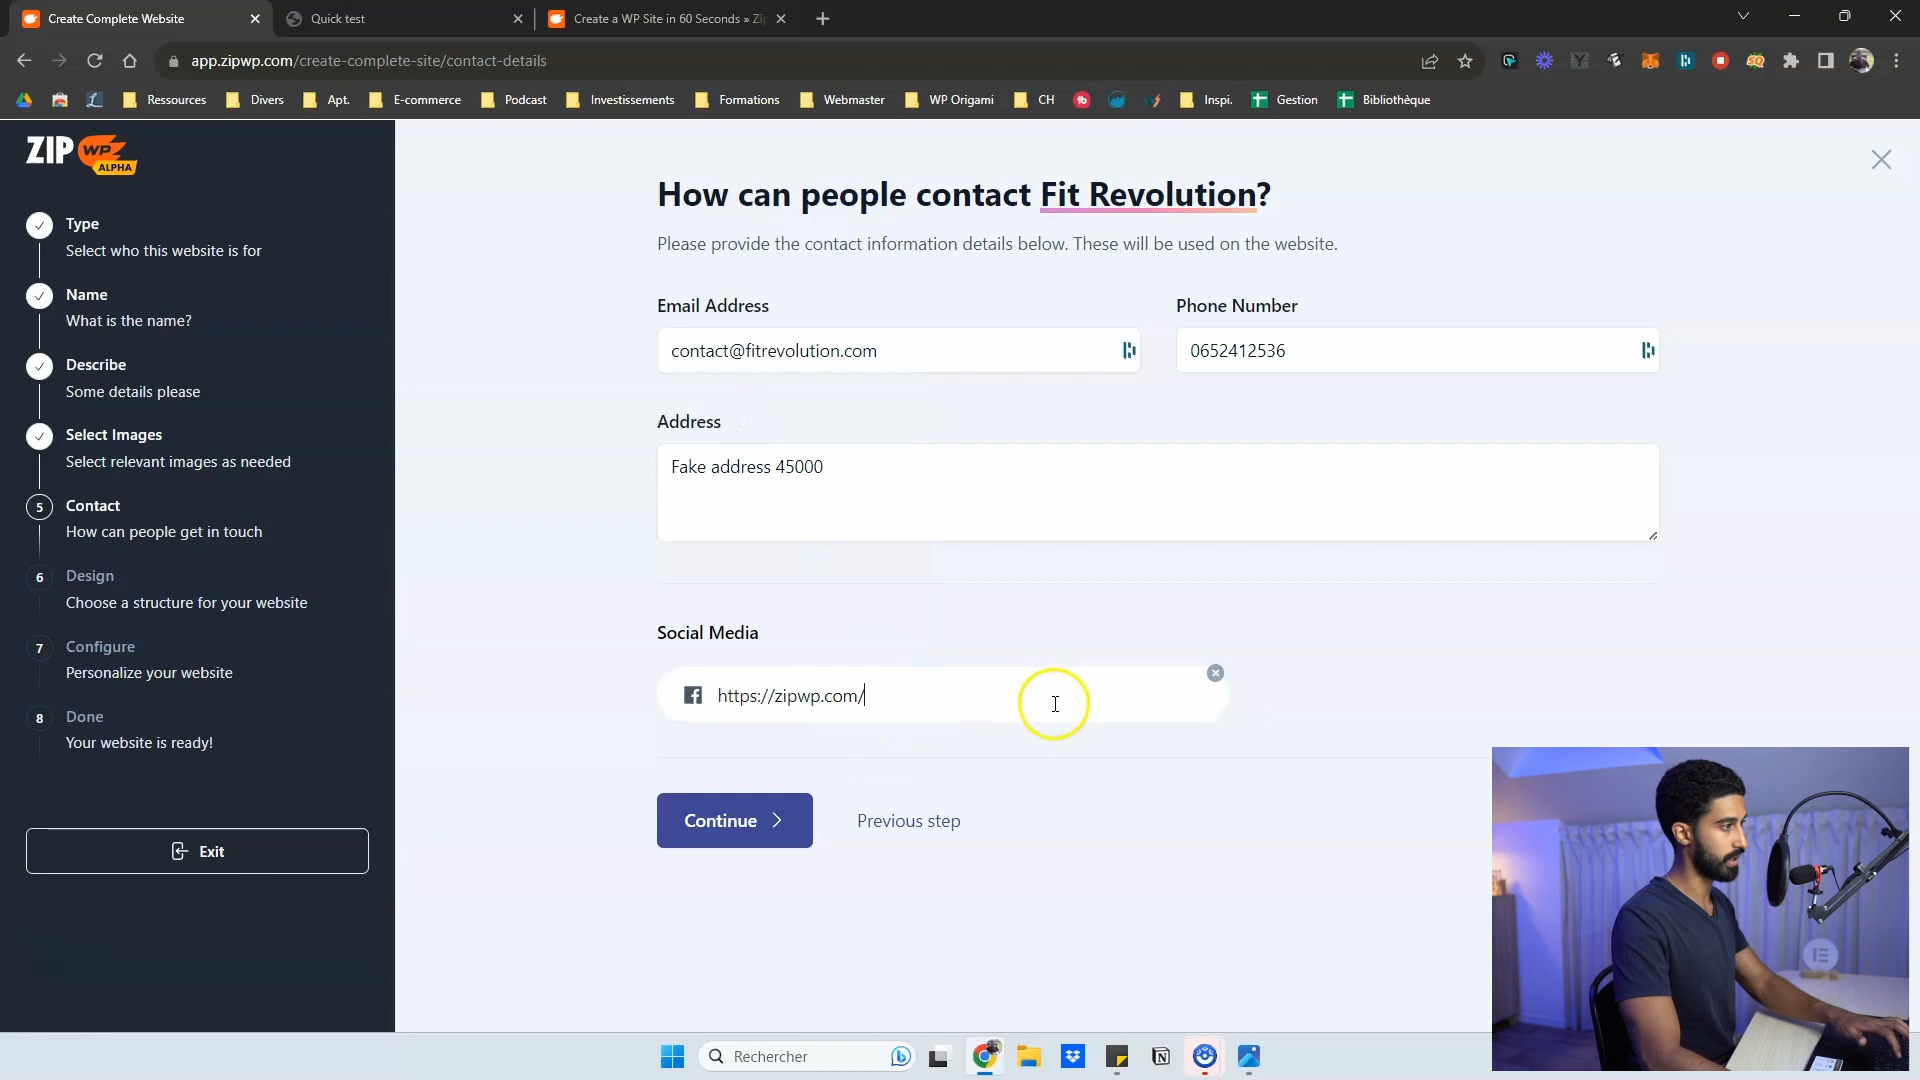 Create Complete Website
Quick test
Create a WP Site in 60 Seconds » Zi
app.zipwp.com/create-complete-site/contact-details
Ressources
Divers
Apt.
E-commerce
Podcast
Investissements
Formations
Webmaster
WP Origami
CH
Inspi.
Gestion
Bibliothèque
ZIP WP
ALPHA
Type
Select who this website is for
Name
What is the name?
Describe
Some details please
Select Images
Select relevant images as needed
5
Contact
How can people get in touch
6
Design
Choose a structure for your website
7
Configure
Personalize your website
8
Done
Your website is ready!
Exit
How can people contact Fit Revolution?
Please provide the contact information details below. These will be used on the website.
Email Address
Phone Number
contact@fitrevolution.com
0652412536
Address
Fake address 45000
Social Media
https://zipwp.com/
Continue
Previous step
Rechercher